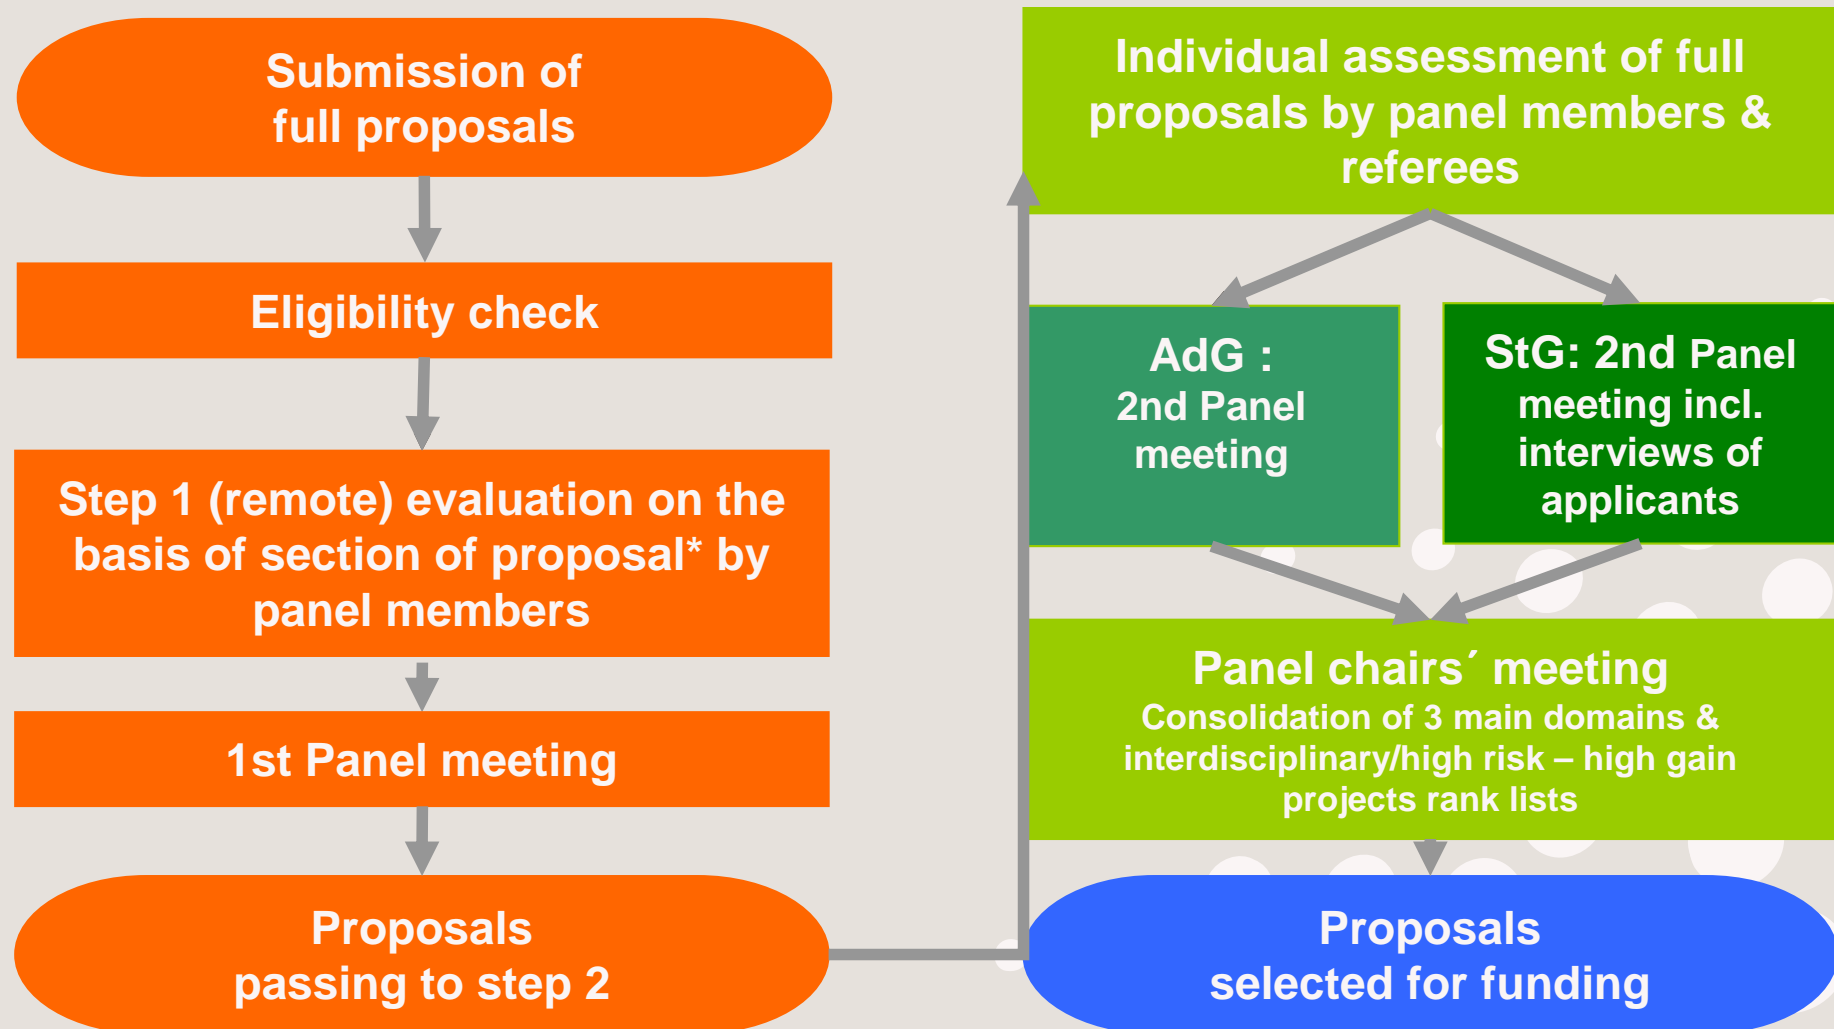 Submission of
full proposals
Eligibility check
Step 1 (remote) evaluation on the
basis of section of proposal* by
panel members
1st Panel meeting
Proposals
passing to step 2
Individual assessment of full
proposals by panel members &
referees
AdG :
2nd Panel
meeting
StG: 2nd Panel
meeting incl.
interviews of
applicants
Panel chairs´ meeting
Consolidation of 3 main domains &
interdisciplinary/high risk – high gain
projects rank lists
Proposals
selected for funding